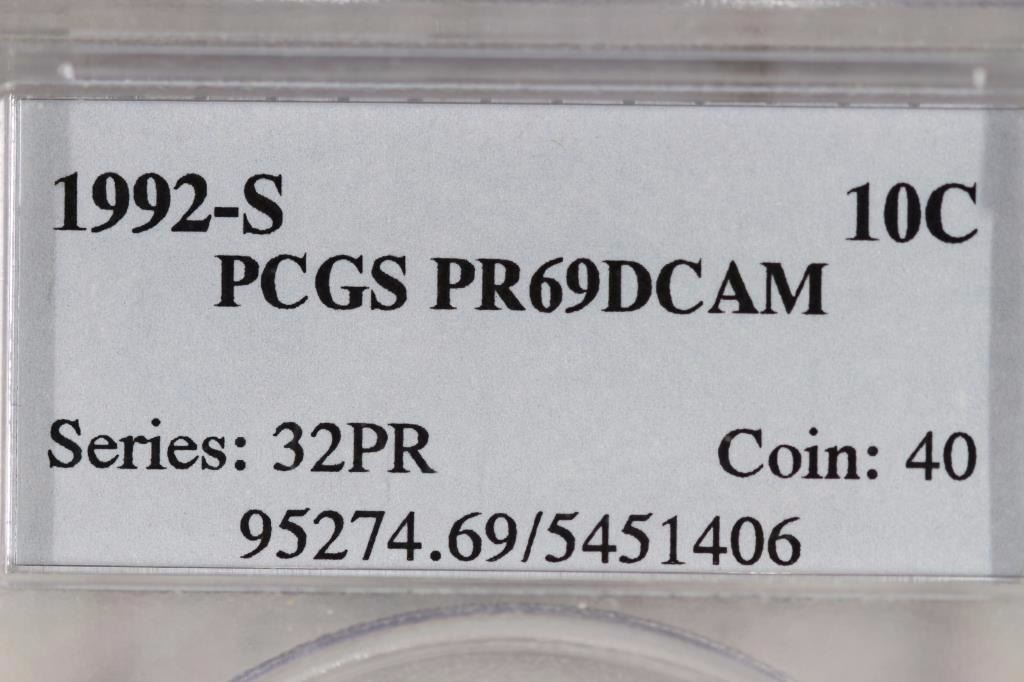 1992-S 10C
PCGS PR69DCAM
Series: 32PR Coin: 40
95274.69/5451406